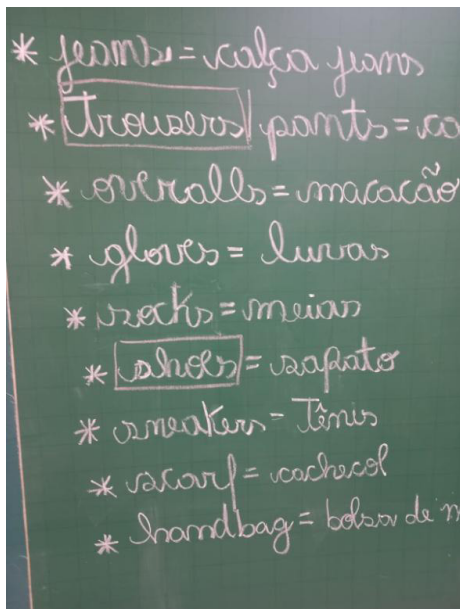 * jeans = calça jeans
* trousers / pants = ca
* overalls = macacão
* gloves = luvas
* socks = meias
* shoes = sapato
* sneakers = Tênis
* scarf = cachecol
* handbag = bolsa de m